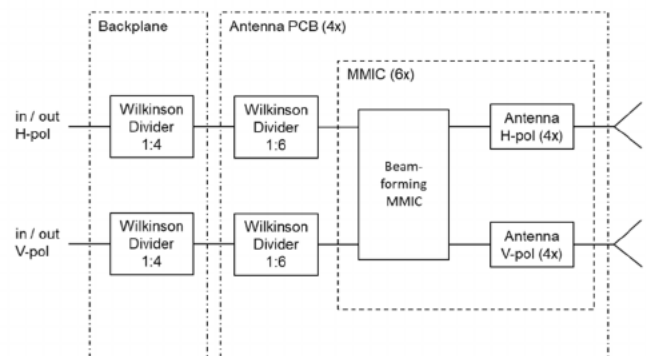 Backplane
Antenna PCB (4x)
MMIC (6x)
in / out
H-pol
Wilkinson
Divider
1:4
Wilkinson
Divider
1:6
Antenna
H-pol (4x)
Beam-
forming
MMIC
in / out
V-pol
Wilkinson
Divider
1:4
Wilkinson
Divider
1:6
Antenna
V-pol (4x)